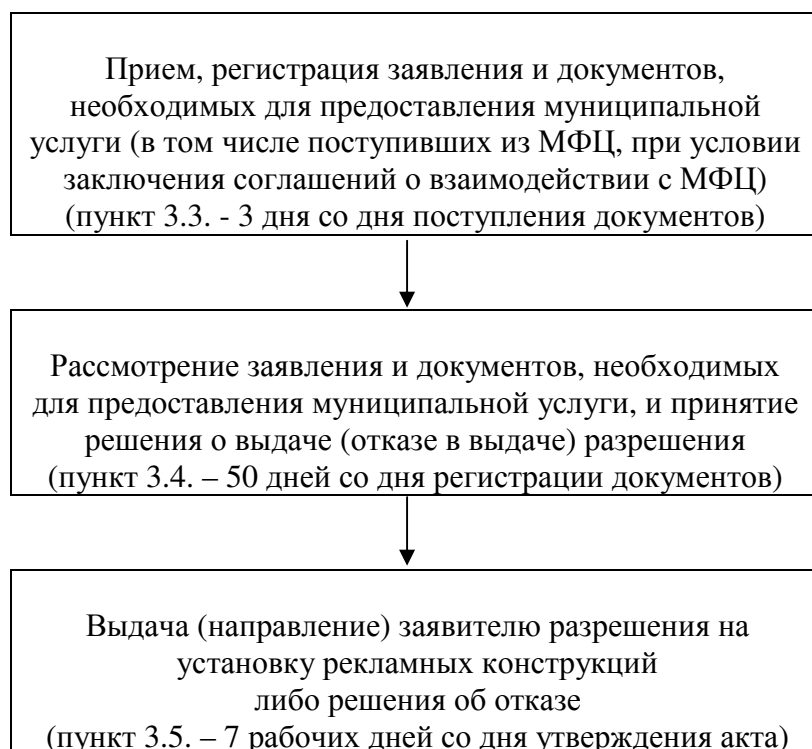 Прием, регистрация заявления и документов,
необходимых для предоставления муниципальной
услуги (в том числе поступивших из МФЦ, при условии
заключения соглашений о взаимодействии с МФЦ)
(пункт 3.3. - 3 дня со дня поступления документов)
Рассмотрение заявления и документов, необходимых
для предоставления муниципальной услуги, и принятие
решения о выдаче (отказе в выдаче) разрешения
(пункт 3.4. – 50 дней со дня регистрации документов)
Выдача (направление) заявителю разрешения на
установку рекламных конструкций
либо решения об отказе
(пункт 3.5. – 7 рабочих дней со дня утверждения акта)